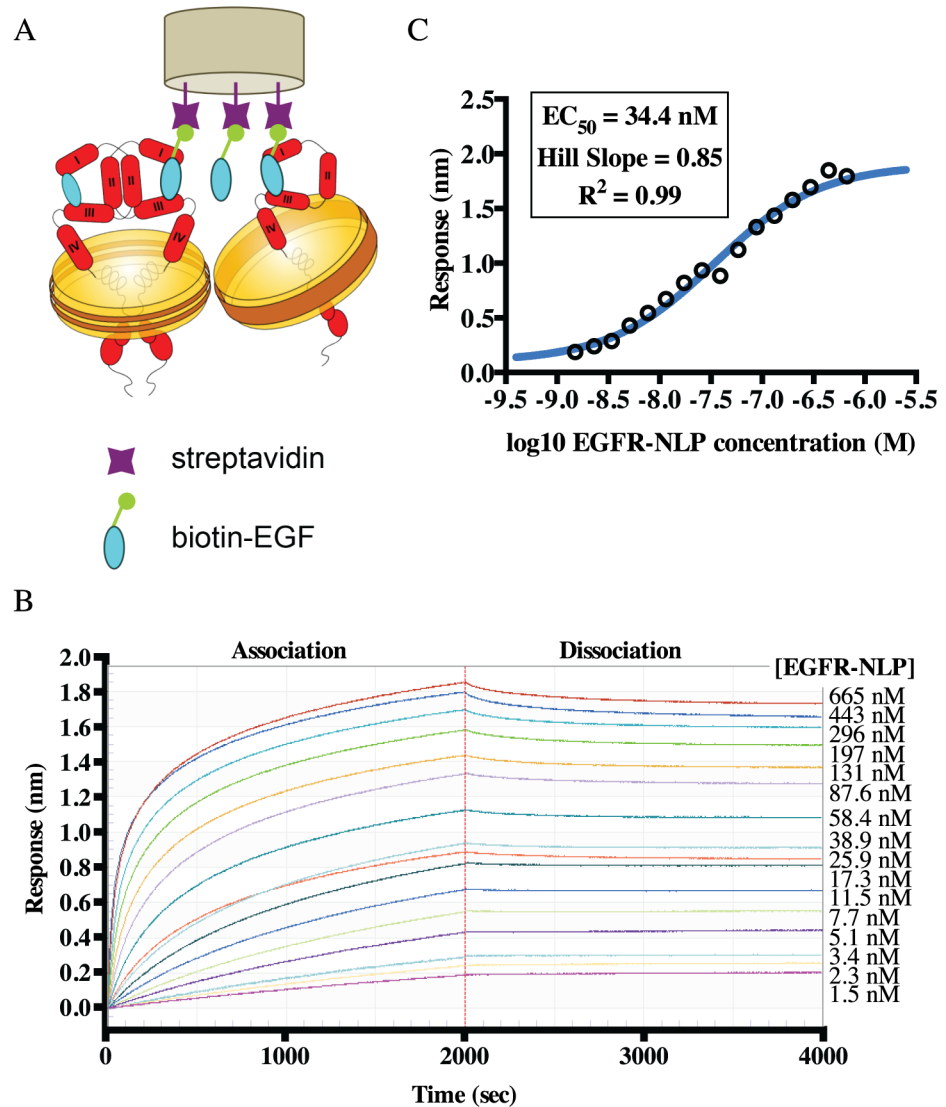 A
I
II
II
I
III
III
IV
IV
I
II
III
IV
streptavidin
biotin-EGF
C
EC50 = 34.4 nM
Hill Slope = 0.85
R2 = 0.99
Response (nm)
2.5
2.0
1.5
1.0
0.5
0.0
-9.5 -9.0 -8.5 -8.0 -7.5 -7.0 -6.5 -6.0 -5.5
log10 EGFR-NLP concentration (M)
B
Association Dissociation
[EGFR-NLP]
Response (nm)
2.0
1.8
1.6
1.4
1.2
1.0
0.8
0.6
0.4
0.2
0.0
665 nM
443 nM
296 nM
197 nM
131 nM
87.6 nM
58.4 nM
38.9 nM
25.9 nM
17.3 nM
11.5 nM
7.7 nM
5.1 nM
3.4 nM
2.3 nM
1.5 nM
0 1000 2000 3000 4000
Time (sec)